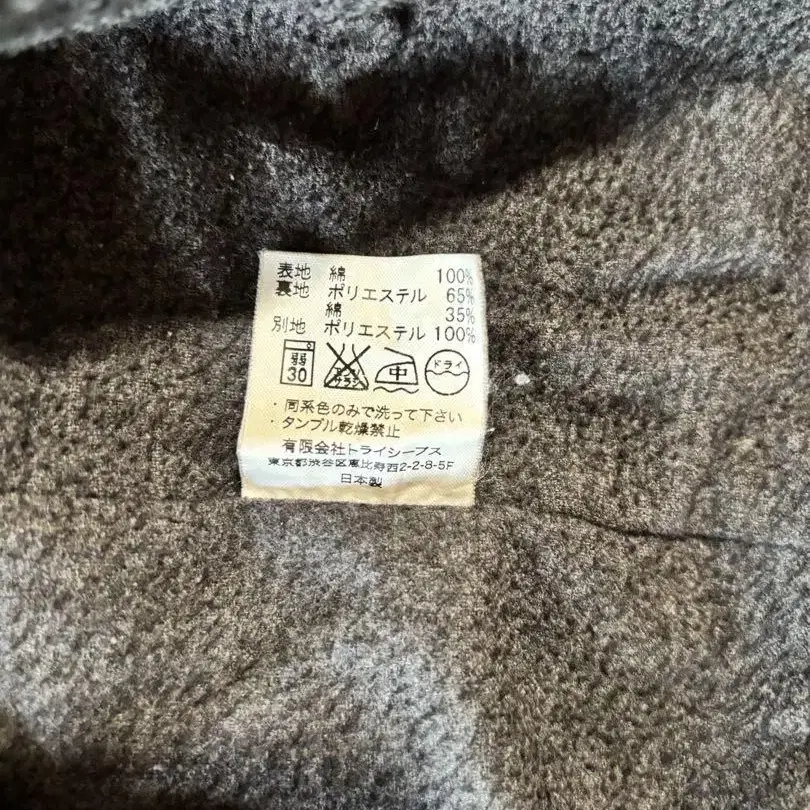 表地 綿 100%
裏地 ポリエステル 65%
綿 35%
別地 ポリエステル 100%
弱 30 中 ドライ
・同系色のみで洗って下さい
・タンブル乾燥禁止
有限会社トライシープス
東京都渋谷区恵比寿西2-2-8-5F
日本製